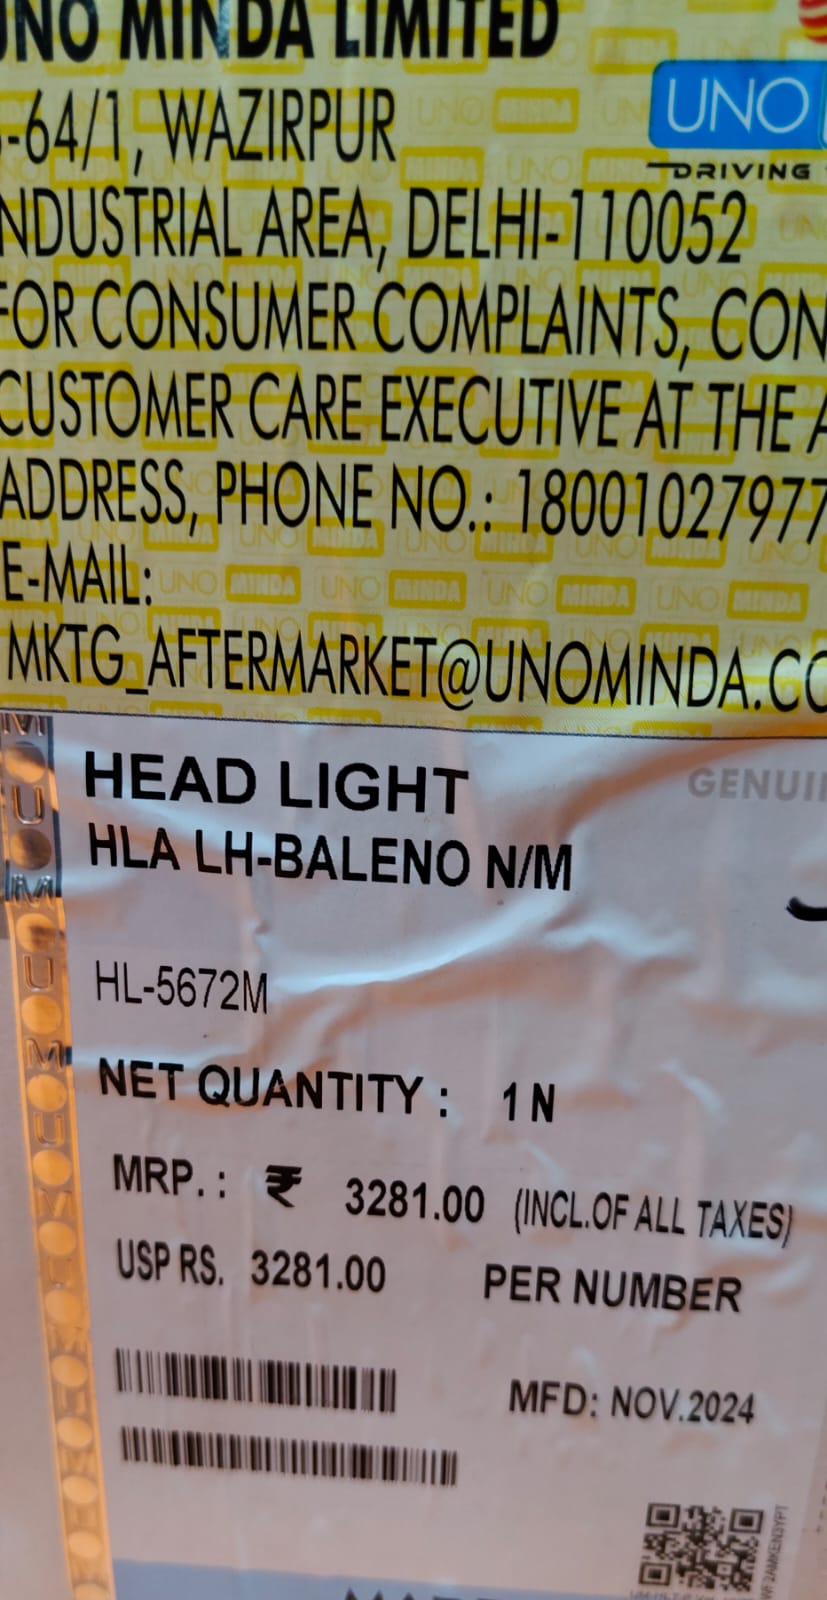 UNO MINDA LIMITED
-64/1, WAZIRPUR
UNO
DRIVING
INDUSTRIAL AREA, DELHI-110052
FOR CONSUMER COMPLAINTS, CON
CUSTOMER CARE EXECUTIVE AT THE A
ADDRESS, PHONE NO.: 18001027977
E-MAIL:
MKTG_AFTERMARKET@UNOMINDA.CO
HEAD LIGHT
GENUI
HLA LH-BALENO N/M
HL-5672M
NET QUANTITY : 1 N
MRP. : ₹ 3281.00 (INCL.OF ALL TAXES)
USP RS. 3281.00 PER NUMBER
MFD: NOV.2024